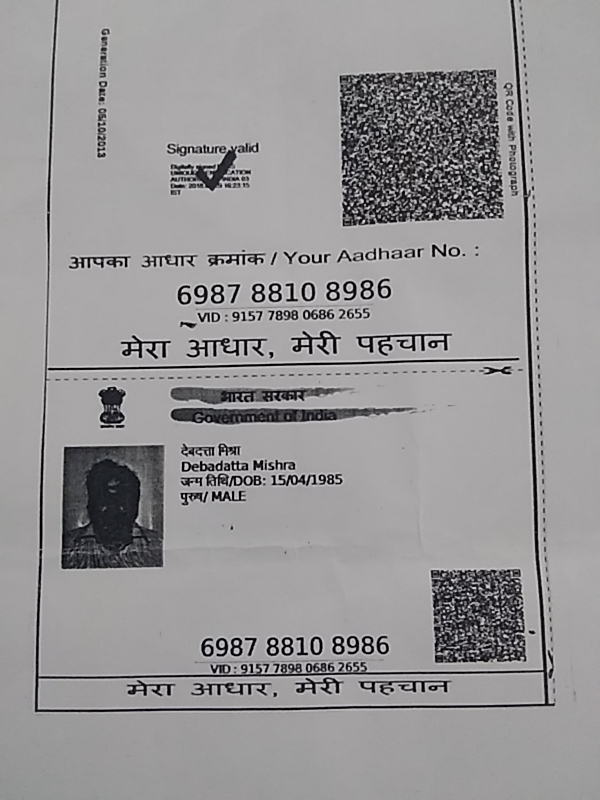 Generation Date: 05/10/2013
QR Code with Photograph
Signature valid
IST
आपका आधार क्रमांक / Your Aadhaar No. :
6987 8810 8986
VID : 9157 7898 0686 2655
मेरा आधार, मेरी पहचान
भारत सरकार
Government of India
देबदत्ता मिश्रा
Debadatta Mishra
जन्म तिथि/DOB: 15/04/1985
पुरुष/ MALE
6987 8810 8986
VID : 9157 7898 0686 2655
मेरा आधार, मेरी पहचान